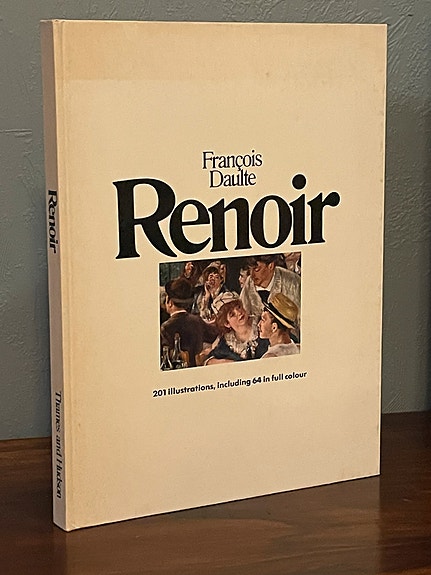 François
Daulte
Renoir
201 illustrations, including 64 in full colour
Renoir
Thames and Hudson